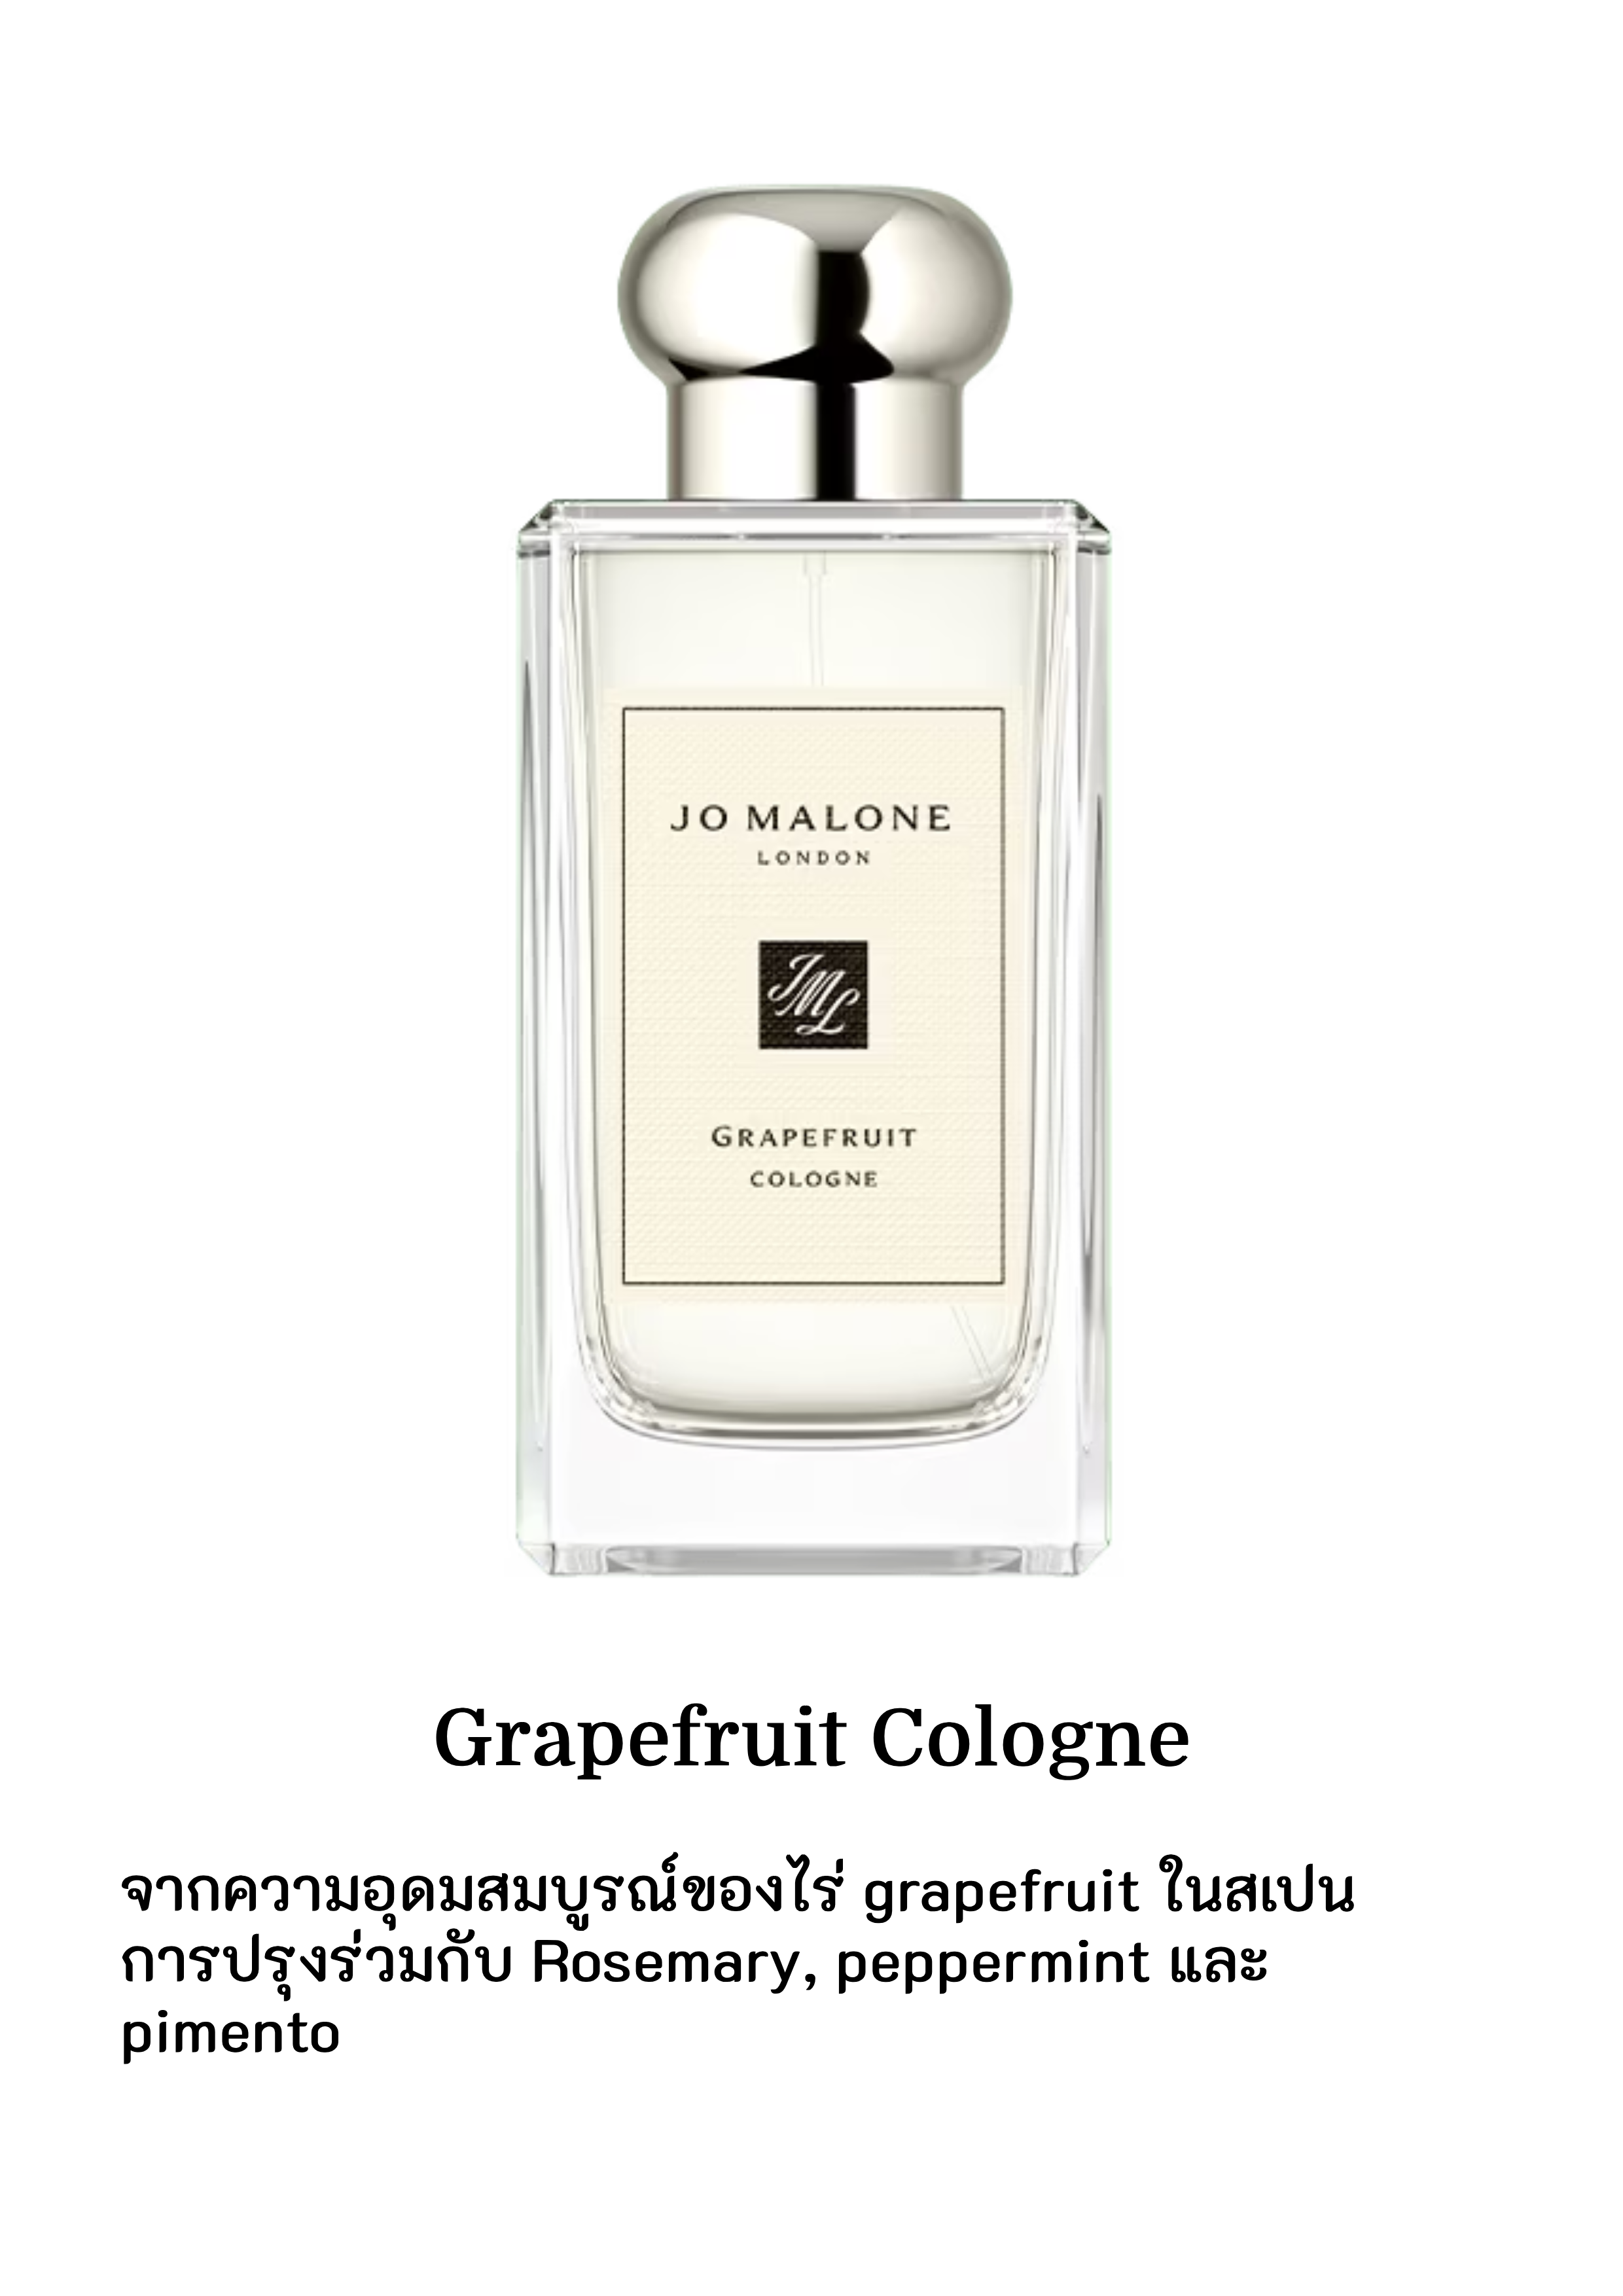 JO MALONE
LONDON
JML
GRAPEFRUIT
COLOGNE
Grapefruit Cologne
จากความอุดมสมบูรณ์ของไร่ grapefruit ในสเปน
การปรุงร่วมกับ Rosemary, peppermint และ
pimento